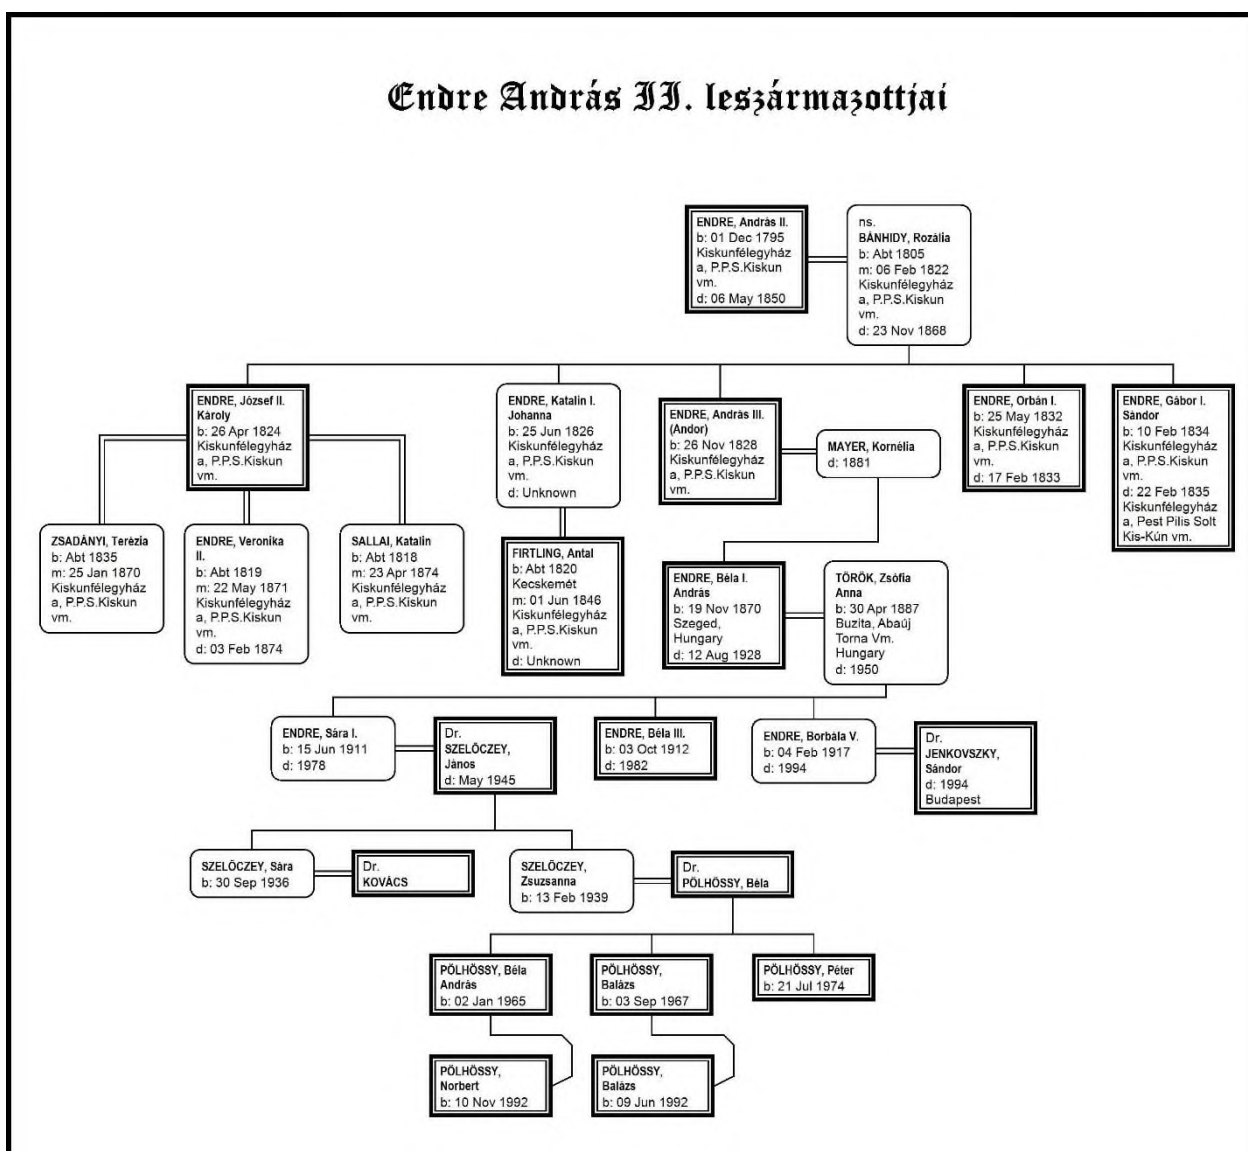 Endre András II. leszármazottjai
ENDRE, András II.
b: 01 Dec 1795
Kiskunfélegyház
a, P.P.S.Kiskun
vm.
d: 06 May 1850
ns.
BÁNHIDY, Rozália
b: Abt 1805
m: 06 Feb 1822
Kiskunfélegyház
a, P.P.S.Kiskun
vm.
d: 23 Nov 1868
ENDRE, József II.
Károly
b: 26 Apr 1824
Kiskunfélegyház
a, P.P.S.Kiskun
vm.
ENDRE, Katalin I.
Johanna
b: 25 Jun 1826
Kiskunfélegyház
a, P.P.S.Kiskun
vm.
d: Unknown
ENDRE, András III.
(Andor)
b: 26 Nov 1828
Kiskunfélegyház
a, P.P.S.Kiskun
vm.
MAYER, Kornélia
d: 1881
ENDRE, Orbán I.
b: 25 May 1832
Kiskunfélegyház
a, P.P.S.Kiskun
vm.
d: 17 Feb 1833
ENDRE, Gábor I.
Sándor
b: 10 Feb 1834
Kiskunfélegyház
a, P.P.S.Kiskun
vm.
d: 22 Feb 1835
Kiskunfélegyház
a, Pest Pilis Solt
Kis-Kún vm.
ZSADÁNYI, Terézia
b: Abt 1835
m: 25 Jan 1870
Kiskunfélegyház
a, P.P.S.Kiskun
vm.
ENDRE, Veronika
II.
b: Abt 1819
m: 22 May 1871
Kiskunfélegyház
a, P.P.S.Kiskun
vm.
d: 03 Feb 1874
SALLAI, Katalin
b: Abt 1818
m: 23 Apr 1874
Kiskunfélegyház
a, P.P.S.Kiskun
vm.
FIRTLING, Antal
b: Abt 1820
Kecskemét
m: 01 Jun 1846
Kiskunfélegyház
a, P.P.S.Kiskun
vm.
d: Unknown
ENDRE, Béla I.
András
b: 19 Nov 1870
Szeged,
Hungary
d: 12 Aug 1928
TÖRÖK, Zsófia
Anna
b: 30 Apr 1887
Buzita, Abaúj
Torna Vm.
Hungary
d: 1950
ENDRE, Sára I.
b: 15 Jun 1911
d: 1978
Dr.
SZELŐCZEY,
János
d: May 1945
ENDRE, Béla III.
b: 03 Oct 1912
d: 1982
ENDRE, Borbála V.
b: 04 Feb 1917
d: 1994
Dr.
JENKOVSZKY,
Sándor
d: 1994
Budapest
SZELŐCZEY, Sára
b: 30 Sep 1936
Dr.
KOVÁCS
SZELŐCZEY,
Zsuzsanna
b: 13 Feb 1939
Dr.
PÖLHÖSSY, Béla
PÖLHÖSSY, Béla
András
b: 02 Jan 1965
PÖLHÖSSY,
Balázs
b: 03 Sep 1967
PÖLHÖSSY, Péter
b: 21 Jul 1974
PÖLHÖSSY,
Norbert
b: 10 Nov 1992
PÖLHÖSSY,
Balázs
b: 09 Jun 1992